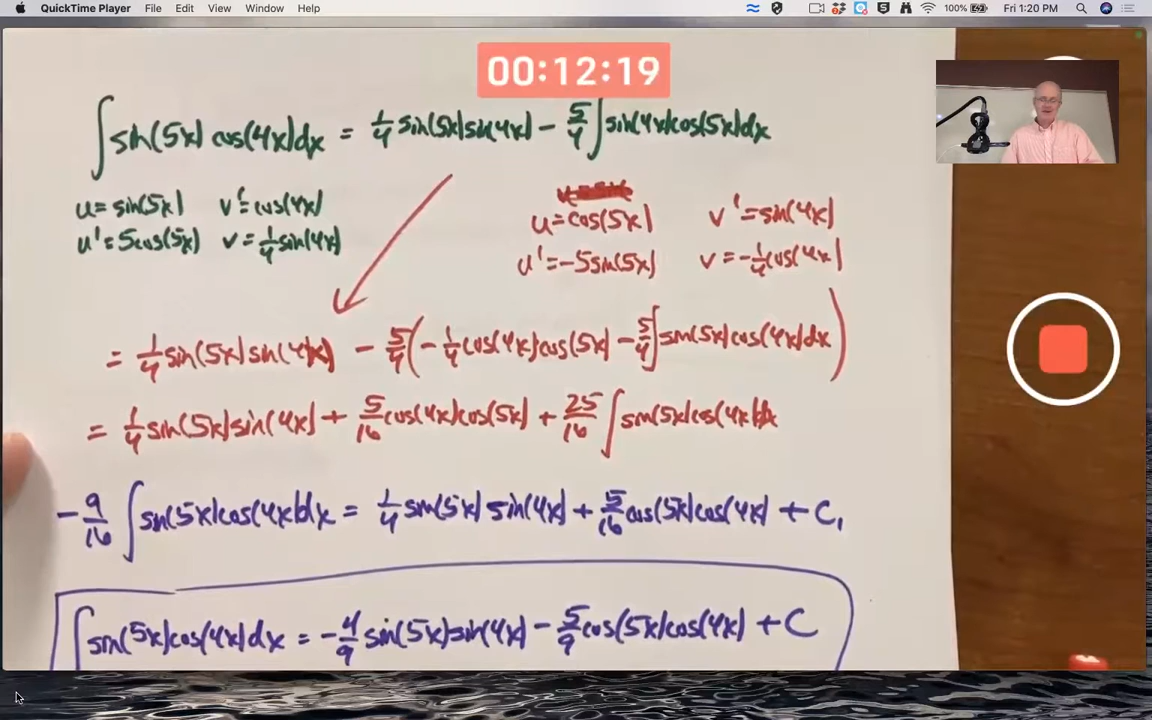 QuickTime Player File Edit View Window Help 100% Fri 1:20 PM
00:12:19
∫sin(5x) cos(4x)dx = 1/4 sin(5x)sin(4x) - 5/4 ∫sin(4x)cos(5x)dx
u = sin(5x) v' = cos(4x)
u' = 5cos(5x) v = 1/4 sin(4x)
u = cos(5x) v' = sin(4x)
u' = -5sin(5x) v = -1/4 cos(4x)
= 1/4 sin(5x) sin(4x) - 5/4 (-1/4 cos(4x)cos(5x) - 5/4 ∫sin(5x)cos(4x)dx)
= 1/4 sin(5x)sin(4x) + 5/16 cos(4x)cos(5x) + 25/16 ∫sin(5x)cos(4x)dx
-9/16 ∫sin(5x)cos(4x)dx = 1/4 sin(5x) sin(4x) + 5/16 cos(5x)cos(4x) + C₁
∫sin(5x)cos(4x)dx = -4/9 sin(5x)sin(4x) - 5/9 cos(5x)cos(4x) + C